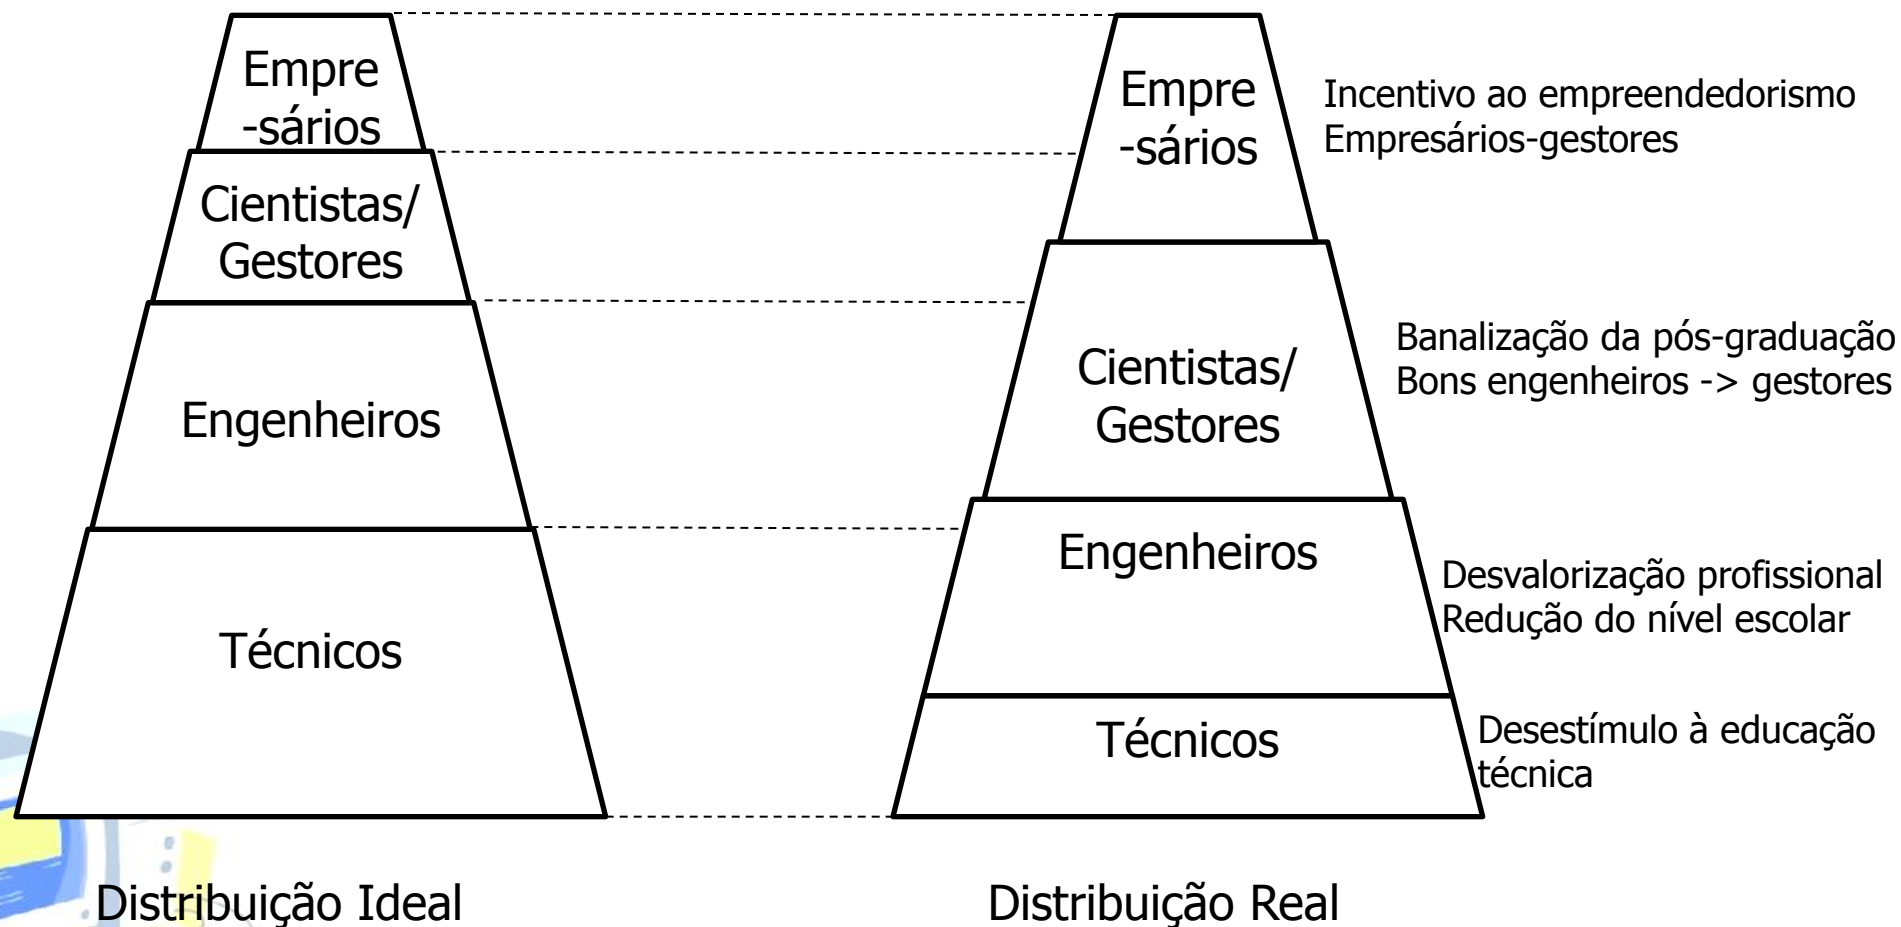 Empre
-sários
Cientistas/
Gestores
Engenheiros
Técnicos
Distribuição Ideal
Empre
-sários
Incentivo ao empreendedorismo
Empresários-gestores
Cientistas/
Gestores
Banalização da pós-graduação
Bons engenheiros -> gestores
Engenheiros
Desvalorização profissional
Redução do nível escolar
Técnicos
Desestímulo à educação
técnica
Distribuição Real